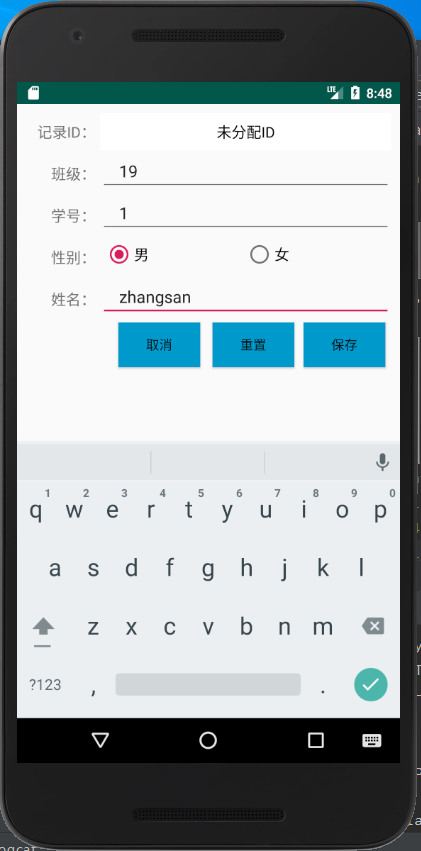 LTE 8:48
记录ID: 未分配ID
班级: 19
学号: 1
性别: 男 女
姓名: zhangsan
取消 重置 保存
1 2 3 4 5 6 7 8 9 0
q w e r t y u i o p
a s d f g h j k l
z x c v b n m
?123 , .
ogcat